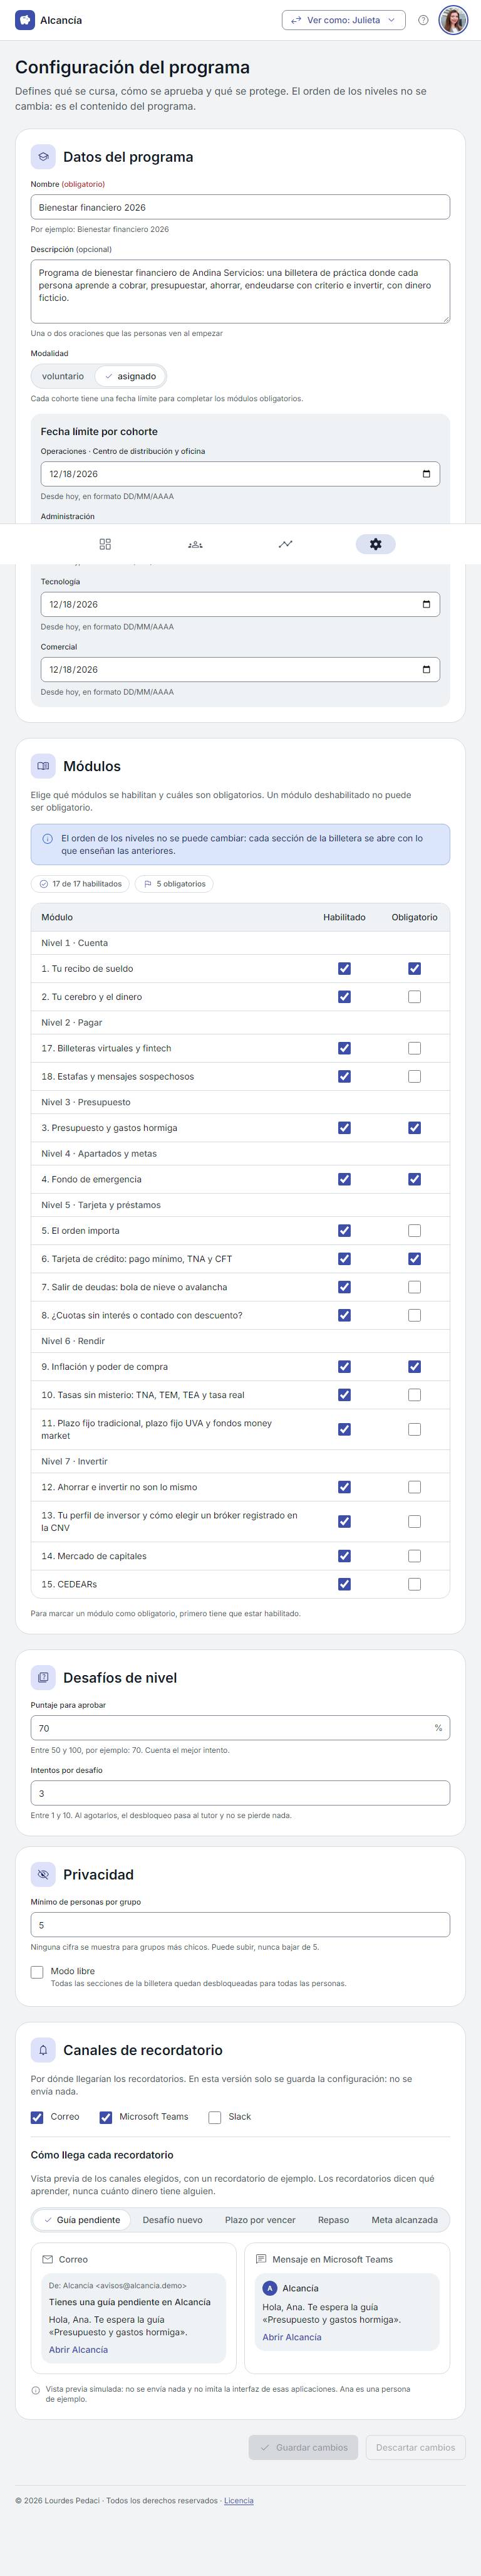 Alcancía
Ver como: Julieta
Configuración del programa
Defines qué se cursa, cómo se aprueba y qué se protege. El orden de los niveles no se
cambia: es el contenido del programa.
Datos del programa
Nombre (obligatorio)
Bienestar financiero 2026
Por ejemplo: Bienestar financiero 2026
Descripción (opcional)
Programa de bienestar financiero de Andina Servicios: una billetera de práctica donde cada
persona aprende a cobrar, presupuestar, ahorrar, endeudarse con criterio e invertir, con dinero
ficticio.
Una o dos oraciones que las personas ven al empezar
Modalidad
voluntario
asignado
Cada cohorte tiene una fecha límite para completar los módulos obligatorios.
Fecha límite por cohorte
Operaciones · Centro de distribución y oficina
12/18/2026
Desde hoy, en formato DD/MM/AAAA
Administración
Tecnología
12/18/2026
Desde hoy, en formato DD/MM/AAAA
Comercial
12/18/2026
Desde hoy, en formato DD/MM/AAAA
Módulos
Elige qué módulos se habilitan y cuáles son obligatorios. Un módulo deshabilitado no puede
ser obligatorio.
El orden de los niveles no se puede cambiar: cada sección de la billetera se abre con lo
que enseñan las anteriores.
17 de 17 habilitados
5 obligatorios
Módulo Habilitado Obligatorio
Nivel 1 · Cuenta
1. Tu recibo de sueldo
2. Tu cerebro y el dinero
Nivel 2 · Pagar
17. Billeteras virtuales y fintech
18. Estafas y mensajes sospechosos
Nivel 3 · Presupuesto
3. Presupuesto y gastos hormiga
Nivel 4 · Apartados y metas
4. Fondo de emergencia
Nivel 5 · Tarjeta y préstamos
5. El orden importa
6. Tarjeta de crédito: pago mínimo, TNA y CFT
7. Salir de deudas: bola de nieve o avalancha
8. ¿Cuotas sin interés o contado con descuento?
Nivel 6 · Rendir
9. Inflación y poder de compra
10. Tasas sin misterio: TNA, TEM, TEA y tasa real
11. Plazo fijo tradicional, plazo fijo UVA y fondos money
market
Nivel 7 · Invertir
12. Ahorrar e invertir no son lo mismo
13. Tu perfil de inversor y cómo elegir un bróker registrado en
la CNV
14. Mercado de capitales
15. CEDEARs
Para marcar un módulo como obligatorio, primero tiene que estar habilitado.
Desafíos de nivel
Puntaje para aprobar
70 %
Entre 50 y 100, por ejemplo: 70. Cuenta el mejor intento.
Intentos por desafío
3
Entre 1 y 10. Al agotarlos, el desbloqueo pasa al tutor y no se pierde nada.
Privacidad
Mínimo de personas por grupo
5
Ninguna cifra se muestra para grupos más chicos. Puede subir, nunca bajar de 5.
Modo libre
Todas las secciones de la billetera quedan desbloqueadas para todas las personas.
Canales de recordatorio
Por dónde llegarían los recordatorios. En esta versión solo se guarda la configuración: no se
envía nada.
Correo
Microsoft Teams
Slack
Cómo llega cada recordatorio
Vista previa de los canales elegidos, con un recordatorio de ejemplo. Los recordatorios dicen qué
aprender, nunca cuánto dinero tiene alguien.
Guía pendiente
Desafío nuevo
Plazo por vencer
Repaso
Meta alcanzada
Correo
De: Alcancía <avisos@alcancia.demo>
Tienes una guía pendiente en Alcancía
Hola, Ana. Te espera la guía
«Presupuesto y gastos hormiga».
Abrir Alcancía
Mensaje en Microsoft Teams
A Alcancía
Hola, Ana. Te espera la guía
«Presupuesto y gastos hormiga».
Abrir Alcancía
Vista previa simulada: no se envía nada y no imita la interfaz de esas aplicaciones. Ana es una persona
de ejemplo.
Guardar cambios
Descartar cambios
© 2026 Lourdes Pedaci · Todos los derechos reservados · Licencia